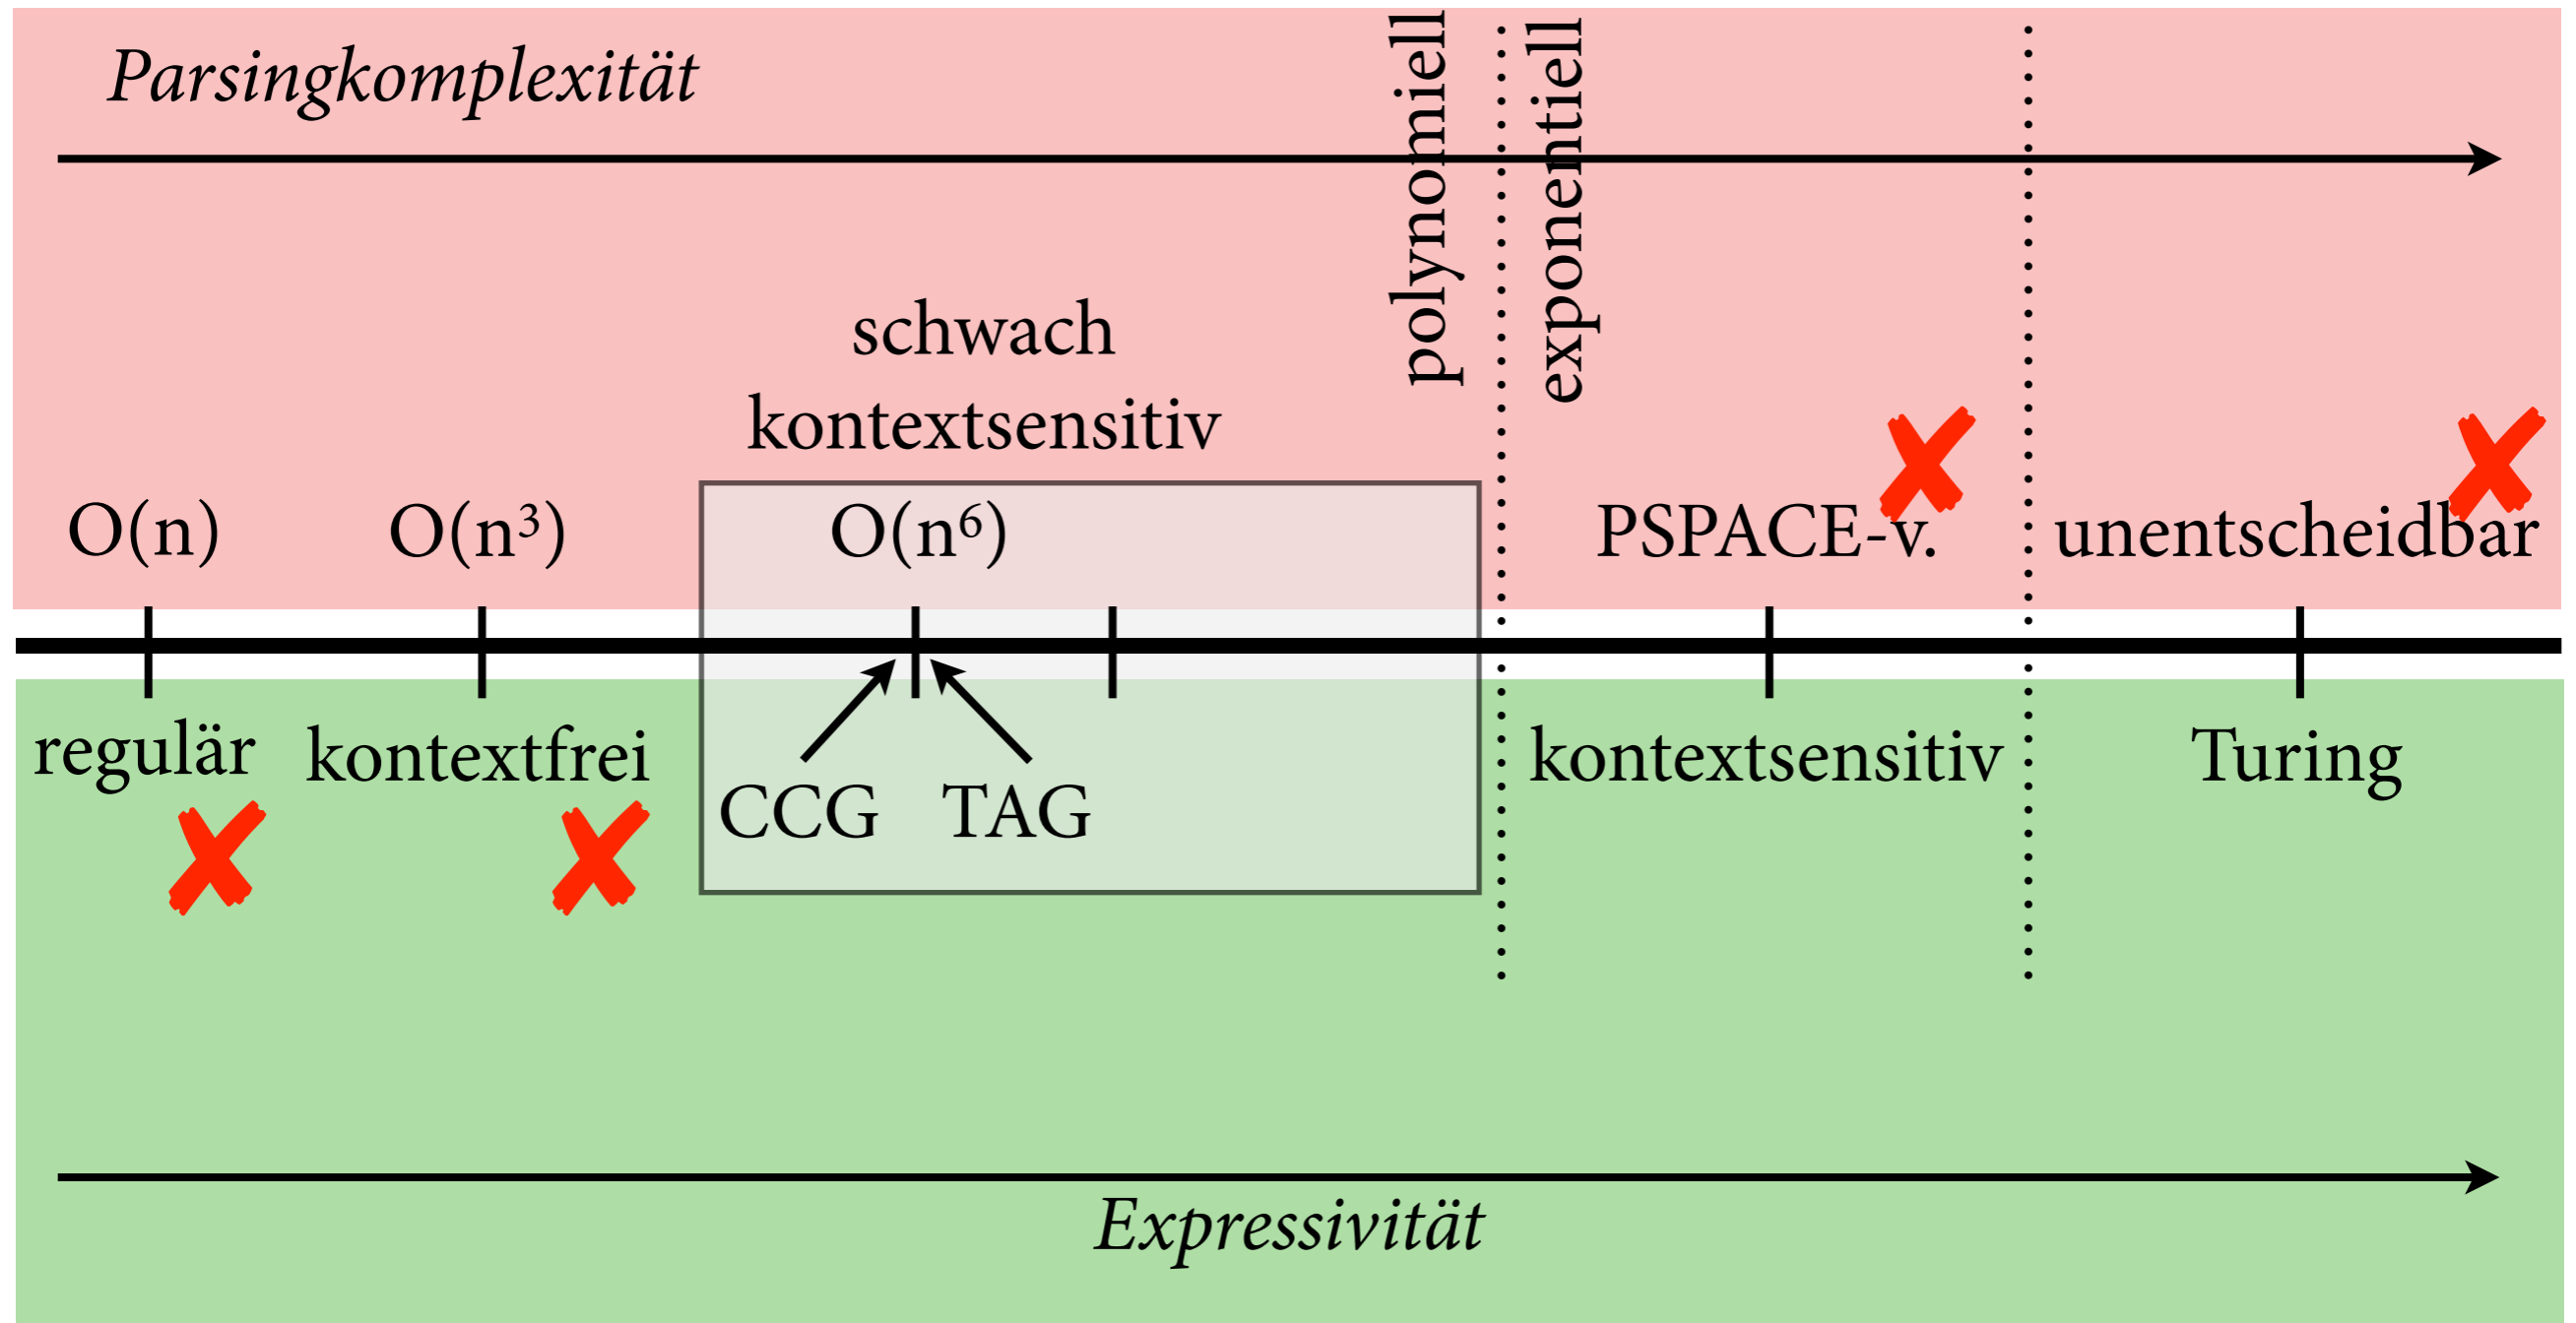 Parsingkomplexität
polynomiell
exponentiell
schwach
kontextsensitiv
O(n)
O(n³)
O(n⁶)
PSPACE-v.
unentscheidbar
regulär
kontextfrei
CCG
TAG
kontextsensitiv
Turing
Expressivität